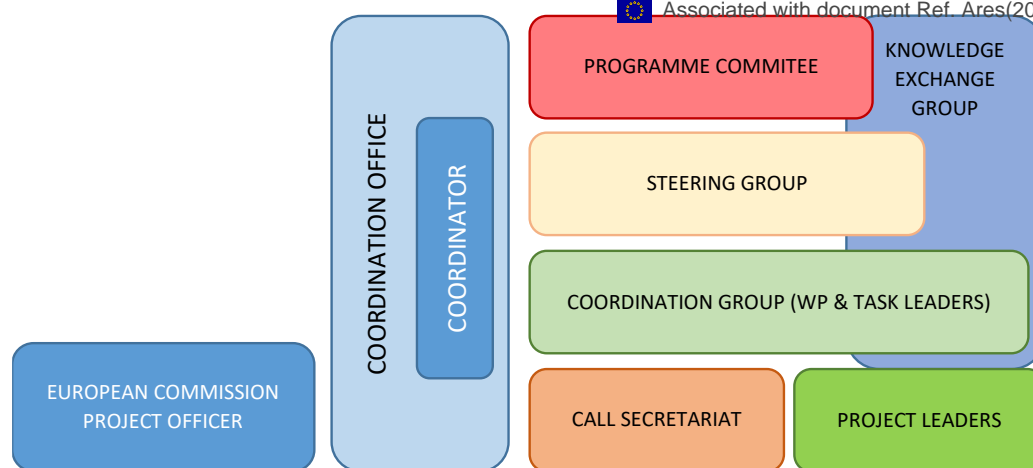 Associated with document Ref. Ares(20
PROGRAMME COMMITEE
KNOWLEDGE
EXCHANGE
GROUP
STEERING GROUP
COORDINATION OFFICE
COORDINATOR
COORDINATION GROUP (WP & TASK LEADERS)
EUROPEAN COMMISSION
PROJECT OFFICER
CALL SECRETARIAT
PROJECT LEADERS